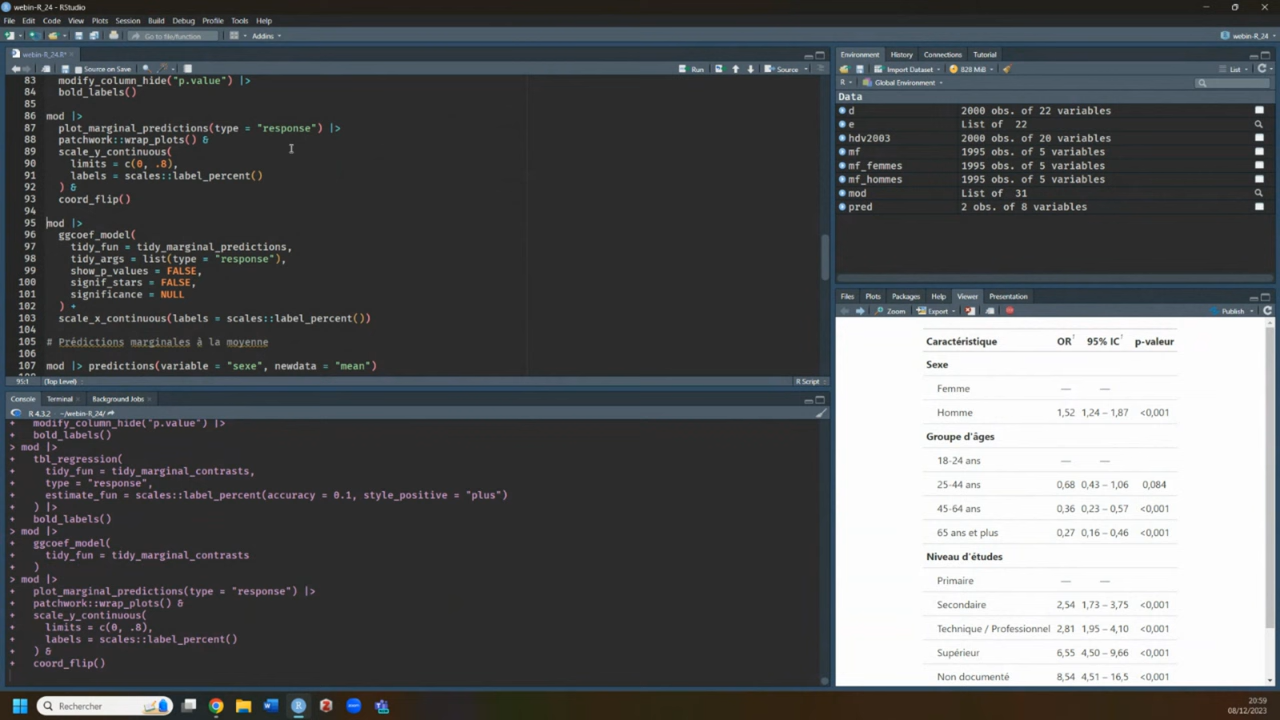 webin-R_24 - RStudio
File Edit Code View Plots Session Build Debug Profile Tools Help
Go to file/function Addins webin-R_24
webin-R_24.R*
Source on Save Run Source
83 modify_column_hide("p.value") |>
84 bold_labels()
85
86 mod |>
87 plot_marginal_predictions(type = "response") |>
88 patchwork::wrap_plots() &
89 scale_y_continuous(
90 limits = c(0, .8),
91 labels = scales::label_percent()
92 ) &
93 coord_flip()
94
95 mod |>
96 ggcoef_model(
97 tidy_fun = tidy_marginal_predictions,
98 tidy_args = list(type = "response"),
99 show_p_values = FALSE,
100 signif_stars = FALSE,
101 significance = NULL
102 ) +
103 scale_x_continuous(labels = scales::label_percent())
104
105 # Prédictions marginales à la moyenne
106
107 mod |> predictions(variable = "sexe", newdata = "mean")
95:1 (Top Level) R Script
Console Terminal Background Jobs
R 4.3.2 · ~/webin-R_24/
+ modify_column_hide("p.value") |>
+ bold_labels()
> mod |>
+ tbl_regression(
+ tidy_fun = tidy_marginal_contrasts,
+ type = "response",
+ estimate_fun = scales::label_percent(accuracy = 0.1, style_positive = "plus")
+ ) |>
+ bold_labels()
> mod |>
+ ggcoef_model(
+ tidy_fun = tidy_marginal_contrasts
+ )
> mod |>
+ plot_marginal_predictions(type = "response") |>
+ patchwork::wrap_plots() &
+ scale_y_continuous(
+ limits = c(0, .8),
+ labels = scales::label_percent()
+ ) &
+ coord_flip()
Environment History Connections Tutorial
Import Dataset 828 MiB List
R Global Environment
Data
d 2000 obs. of 22 variables
e List of 22
hdv2003 2000 obs. of 20 variables
mf 1995 obs. of 5 variables
mf_femmes 1995 obs. of 5 variables
mf_hommes 1995 obs. of 5 variables
mod List of 31
pred 2 obs. of 8 variables
Files Plots Packages Help Viewer Presentation
Zoom Export Publish
Caractéristique OR¹ 95% IC¹ p-valeur
Sexe
Femme — —
Homme 1,52 1,24 – 1,87 <0,001
Groupe d'âges
18-24 ans — —
25-44 ans 0,68 0,43 – 1,06 0,084
45-64 ans 0,36 0,23 – 0,57 <0,001
65 ans et plus 0,27 0,16 – 0,46 <0,001
Niveau d'études
Primaire — —
Secondaire 2,54 1,73 – 3,75 <0,001
Technique / Professionnel 2,81 1,95 – 4,10 <0,001
Supérieur 6,55 4,50 – 9,66 <0,001
Non documenté 8,54 4,51 – 16,5 <0,001
Rechercher
20:59
08/12/2023